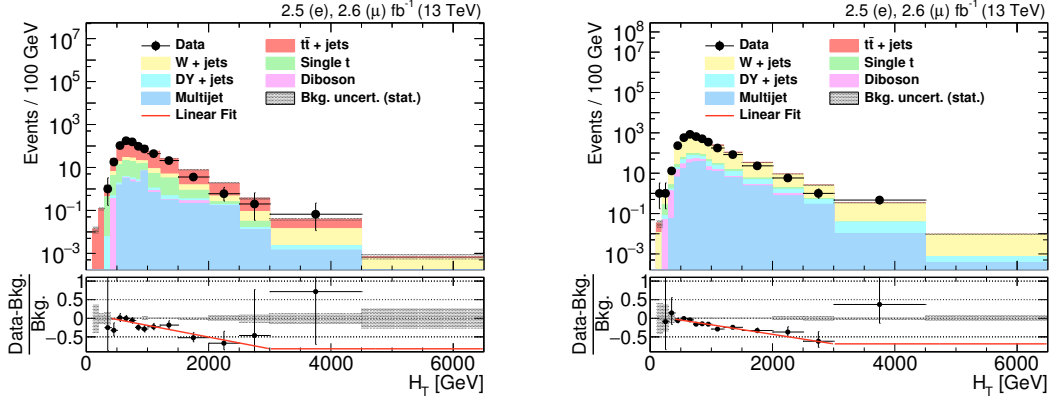 2.5 (e), 2.6 (μ) fb⁻¹ (13 TeV)
Events / 100 GeV
10⁷
10⁵
10³
10
10⁻¹
10⁻³
Data
W + jets
DY + jets
Multijet
Linear Fit
tt̄ + jets
Single t
Diboson
Bkg. uncert. (stat.)
Data-Bkg.
Bkg.
1
0.5
0
−0.5
0 2000 4000 6000
H_T [GeV]
2.5 (e), 2.6 (μ) fb⁻¹ (13 TeV)
Events / 100 GeV
10⁸
10⁷
10⁵
10³
10
10⁻¹
10⁻³
Data
W + jets
DY + jets
Multijet
Linear Fit
tt̄ + jets
Single t
Diboson
Bkg. uncert. (stat.)
Data-Bkg.
Bkg.
1
0.5
0
−0.5
0 2000 4000 6000
H_T [GeV]